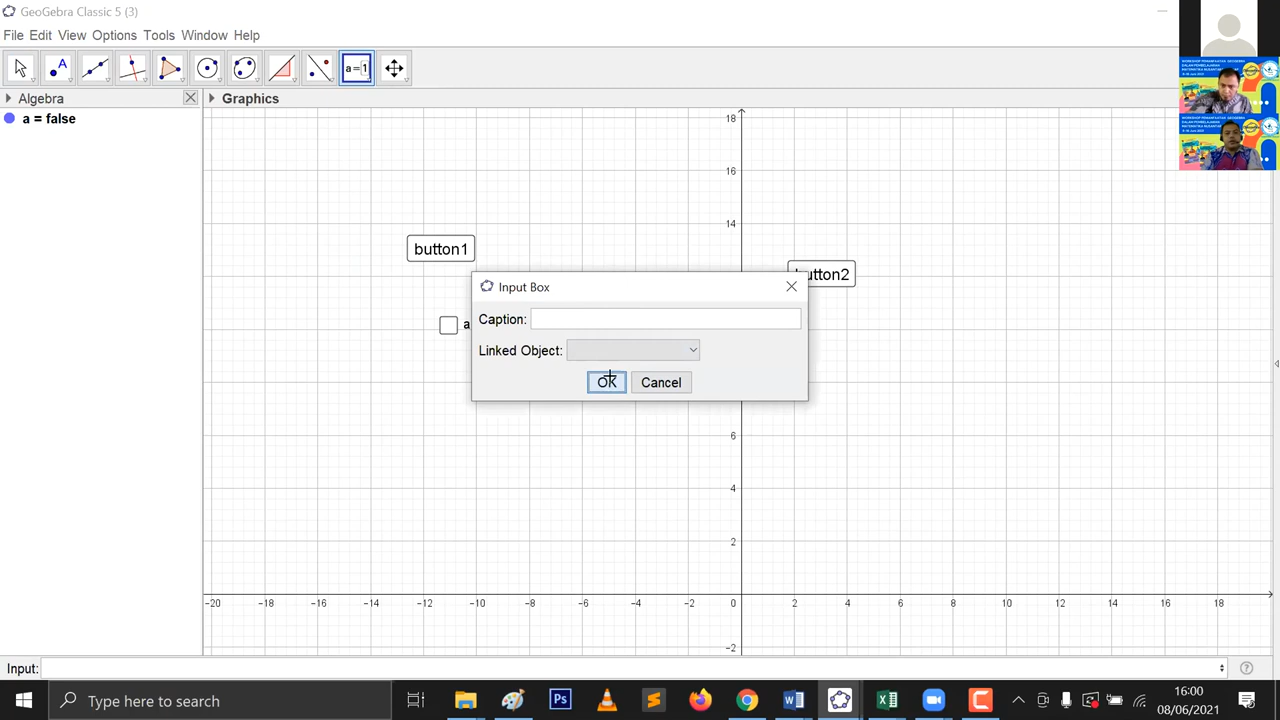 GeoGebra Classic 5 (3)
File Edit View Options Tools Window Help
A
a=1
Algebra
Graphics
a = false
18
16
14
button1
button2
Input Box
Caption:
a
Linked Object:
OK
Cancel
6
4
2
-20 -18 -16 -14 -12 -10 -8 -6 -4 -2 0 2 4 6 8 10 12 14 16 18
-2
Input:
Type here to search
Ps
16:00
08/06/2021